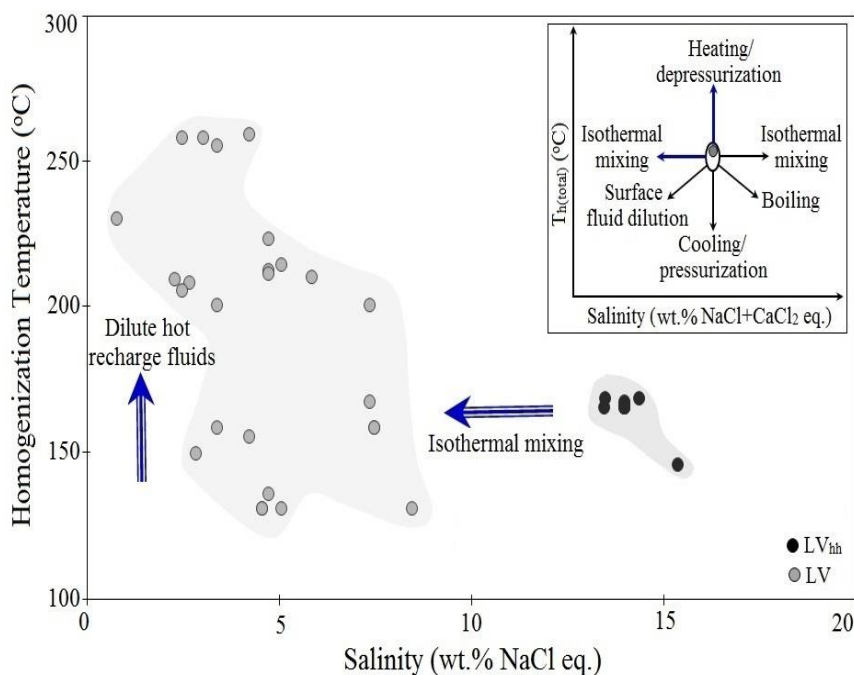 300
250
200
150
100
0
5
10
15
20
Homogenization Temperature (°C)
Salinity (wt.% NaCl eq.)
Dilute hot
recharge fluids
Isothermal mixing
LVhh
LV
Heating/
depressurization
Isothermal
mixing
Isothermal
mixing
Surface
fluid dilution
Boiling
Cooling/
pressurization
Th(total) (°C)
Salinity (wt.% NaCl+CaCl₂ eq.)